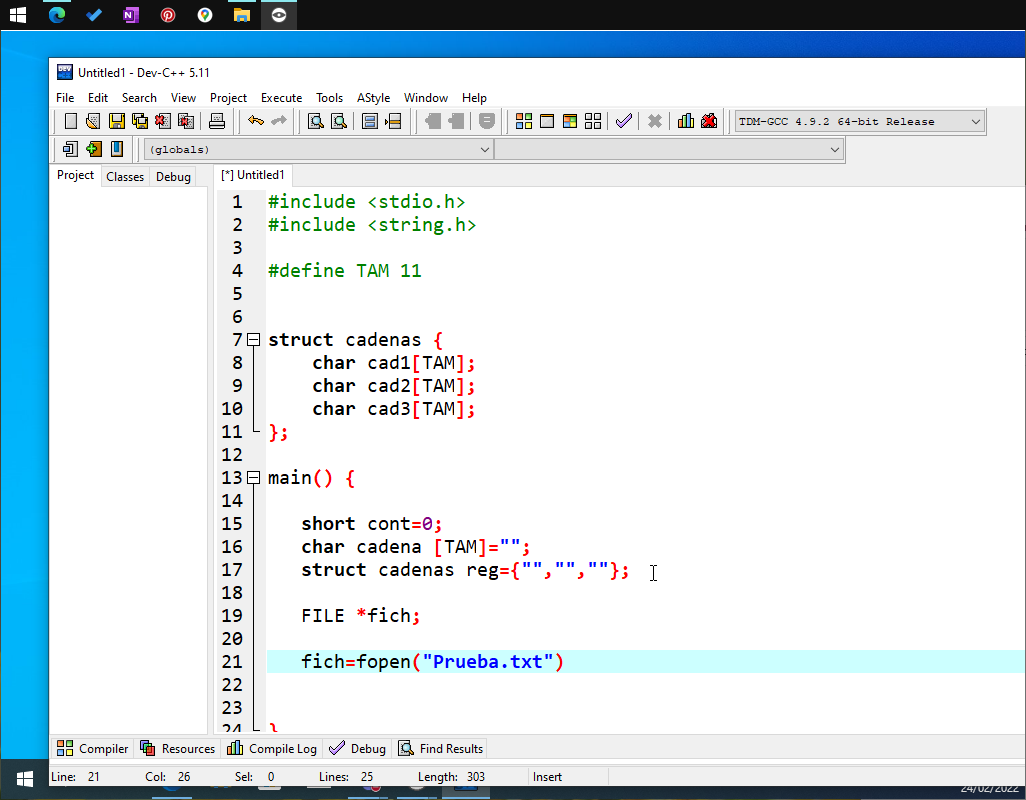 Untitled1 - Dev-C++ 5.11
File Edit Search View Project Execute Tools AStyle Window Help
TDM-GCC 4.9.2 64-bit Release
(globals)
Project Classes Debug [*] Untitled1
1 #include <stdio.h>
2 #include <string.h>
3
4 #define TAM 11
5
6
7 struct cadenas {
8 char cad1[TAM];
9 char cad2[TAM];
10 char cad3[TAM];
11 };
12
13 main() {
14
15 short cont=0;
16 char cadena [TAM]="";
17 struct cadenas reg={"","",""};
18
19 FILE *fich;
20
21 fich=fopen("Prueba.txt")
22
23
24 }
Compiler Resources Compile Log Debug Find Results
Line: 21 Col: 26 Sel: 0 Lines: 25 Length: 303 Insert
24/02/2022